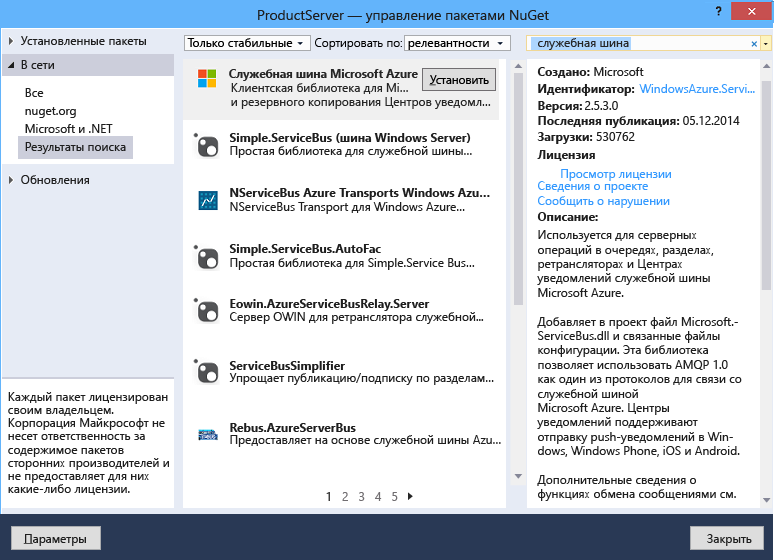 ProductServer — управление пакетами NuGet
Установленные пакеты
В сети
Все
nuget.org
Microsoft и .NET
Результаты поиска
Обновления
Каждый пакет лицензирован
своим владельцем.
Корпорация Майкрософт не
несет ответственность за
содержимое пакетов
сторонних производителей и
не предоставляет для них
какие-либо лицензии.
Только стабильные
Сортировать по:
релевантности
Служебная шина Microsoft Azure
Клиентская библиотека для Mi...
и резервного копирования Центров уведомл...
Установить
Simple.ServiceBus (шина Windows Server)
Простая библиотека для служебной шины...
NServiceBus Azure Transports Windows Azu...
NServiceBus Transport для Windows Azure...
Simple.ServiceBus.AutoFac
Простая библиотека для Simple.Service Bus...
Eowin.AzureServiceBusRelay.Server
Сервер OWIN для ретранслятора служебной...
ServiceBusSimplifier
Упрощает публикацию/подписку по разделам...
Rebus.AzureServerBus
Предоставляет на основе служебной шины Azu...
1 2 3 4 5
служебная шина
Создано: Microsoft
Идентификатор: WindowsAzure.Servi...
Версия: 2.5.3.0
Последняя публикация: 05.12.2014
Загрузки: 530762
Лицензия
Просмотр лицензии
Сведения о проекте
Сообщить о нарушении
Описание:
Используется для серверных
операций в очередях, разделах,
ретрансляторах и Центрах
уведомлений служебной шины
Microsoft Azure.
Добавляет в проект файл Microsoft.-
ServiceBus.dll и связанные файлы
конфигурации. Эта библиотека
позволяет использовать AMQP 1.0
как один из протоколов для связи со
служебной шиной
Microsoft Azure. Центры
уведомлений поддерживают
отправку push-уведомлений в Win-
dows, Windows Phone, iOS и Android.
Дополнительные сведения о
функциях обмена сообщениями см.
Параметры
Закрыть